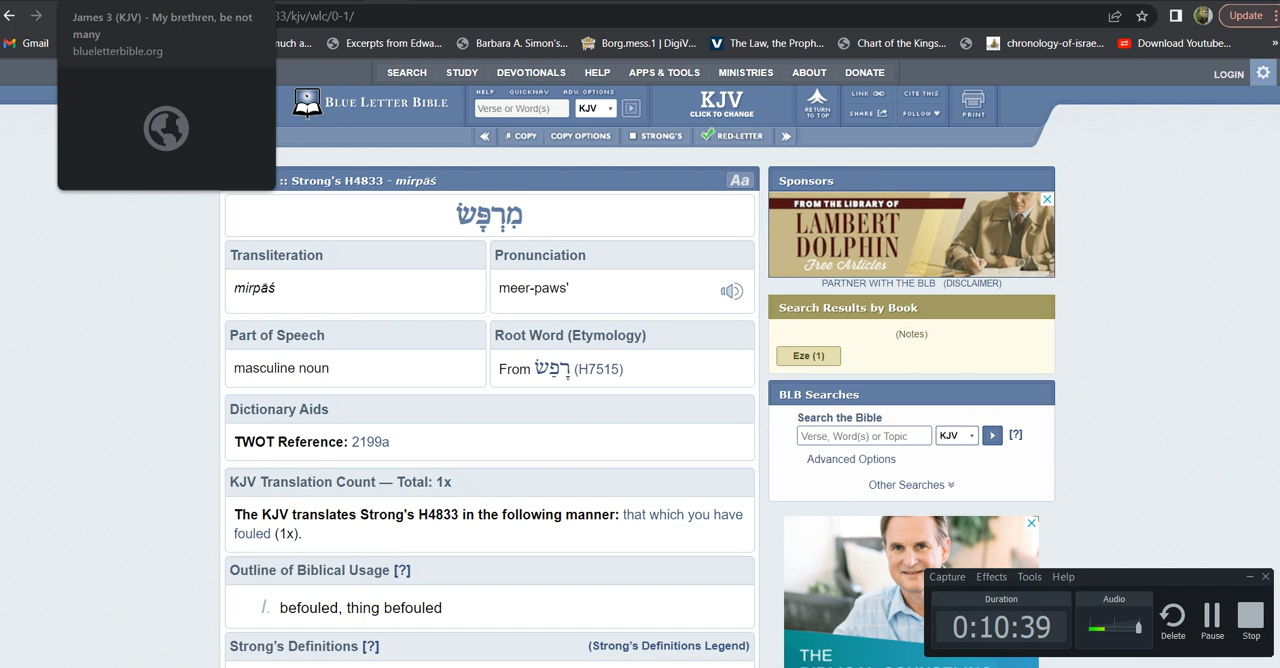 James 3 (KJV) - My brethren, be not
many
blueletterbible.org
33/kjv/wlc/0-1/
Update
Gmail
much a...
Excerpts from Edwa...
Barbara A. Simon's...
Borg.mess.1 | DigiV...
The Law, the Proph...
Chart of the Kings...
chronology-of-israe...
Download Youtube...
»
SEARCH STUDY DEVOTIONALS HELP APPS & TOOLS MINISTRIES ABOUT DONATE
LOGIN
BLUE LETTER BIBLE
HELP QUICKNAV ADV. OPTIONS
Verse or Word(s) KJV
KJV
CLICK TO CHANGE
RETURN
TO TOP
LINK
CITE THIS
SHARE
FOLLOW
PRINT
COPY COPY OPTIONS STRONG'S RED-LETTER
:: Strong's H4833 - mirpāś
Aa
מִרְפָּשׂ
Transliteration
mirpāś
Pronunciation
meer-paws'
Part of Speech
masculine noun
Root Word (Etymology)
From רָפַשׂ (H7515)
Dictionary Aids
TWOT Reference: 2199a
KJV Translation Count — Total: 1x
The KJV translates Strong's H4833 in the following manner: that which you have
fouled (1x).
Outline of Biblical Usage [?]
I. befouled, thing befouled
Strong's Definitions [?]
(Strong's Definitions Legend)
Sponsors
FROM THE LIBRARY OF
LAMBERT
DOLPHIN
Free Articles
PARTNER WITH THE BLB (DISCLAIMER)
Search Results by Book
(Notes)
Eze (1)
BLB Searches
Search the Bible
Verse, Word(s) or Topic KJV [?]
Advanced Options
Other Searches
THE
Capture Effects Tools Help
Duration
0:10:39
Audio
Delete
Pause
Stop